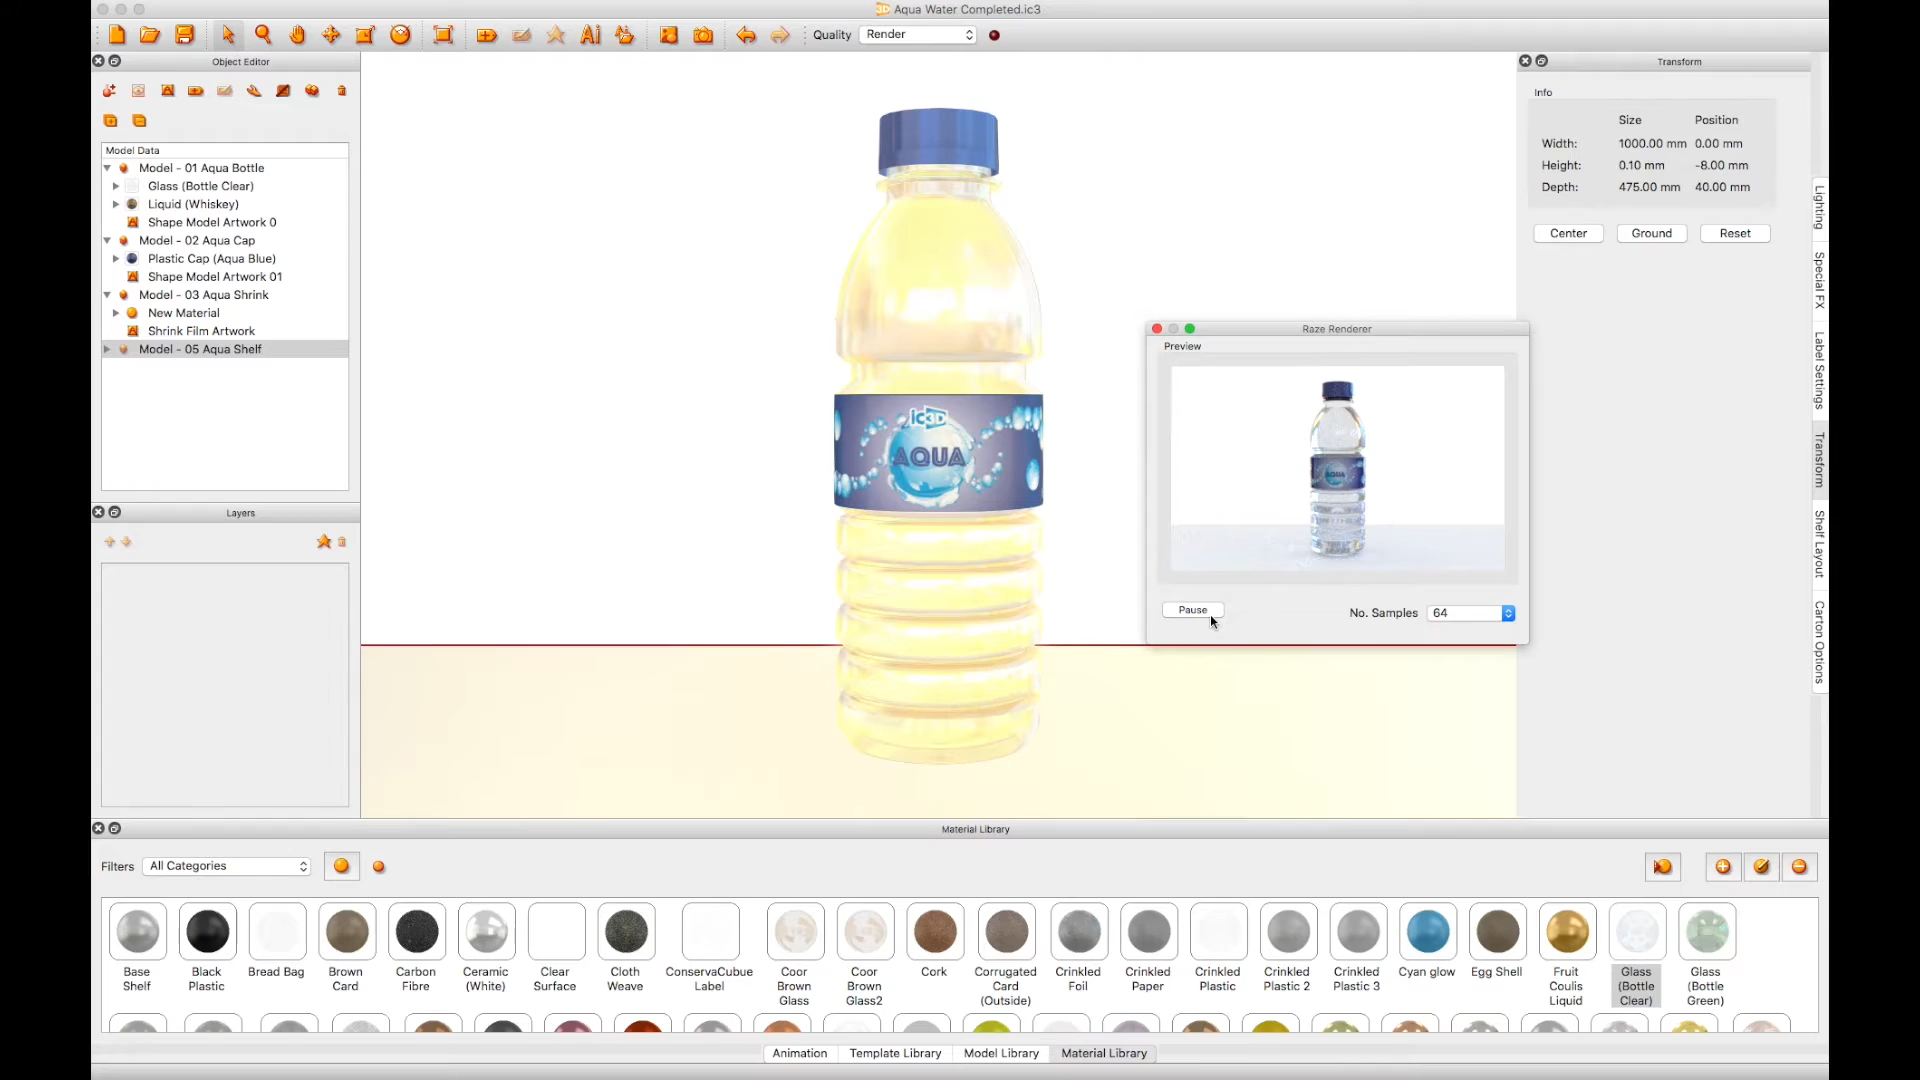 Aqua Water Completed.ic3
Quality
Render
Object Editor
Model Data
Model - 01 Aqua Bottle
Glass (Bottle Clear)
Liquid (Whiskey)
Shape Model Artwork 0
Model - 02 Aqua Cap
Plastic Cap (Aqua Blue)
Shape Model Artwork 01
Model - 03 Aqua Shrink
New Material
Shrink Film Artwork
Model - 05 Aqua Shelf
Layers
ic3D
AQUA
Raze Renderer
Preview
AQUA
Pause
No. Samples
64
Transform
Info
Size Position
Width: 1000.00 mm 0.00 mm
Height: 0.10 mm -8.00 mm
Depth: 475.00 mm 40.00 mm
Center
Ground
Reset
Lighting
Special FX
Label Settings
Transform
Shelf Layout
Carton Options
Material Library
Filters
All Categories
Base Shelf
Black Plastic
Bread Bag
Brown Card
Carbon Fibre
Ceramic (White)
Clear Surface
Cloth Weave
ConservaCubue Label
Coor Brown Glass
Coor Brown Glass2
Cork
Corrugated Card (Outside)
Crinkled Foil
Crinkled Paper
Crinkled Plastic
Crinkled Plastic 2
Crinkled Plastic 3
Cyan glow
Egg Shell
Fruit Coulis Liquid
Glass (Bottle Clear)
Glass (Bottle Green)
Animation
Template Library
Model Library
Material Library